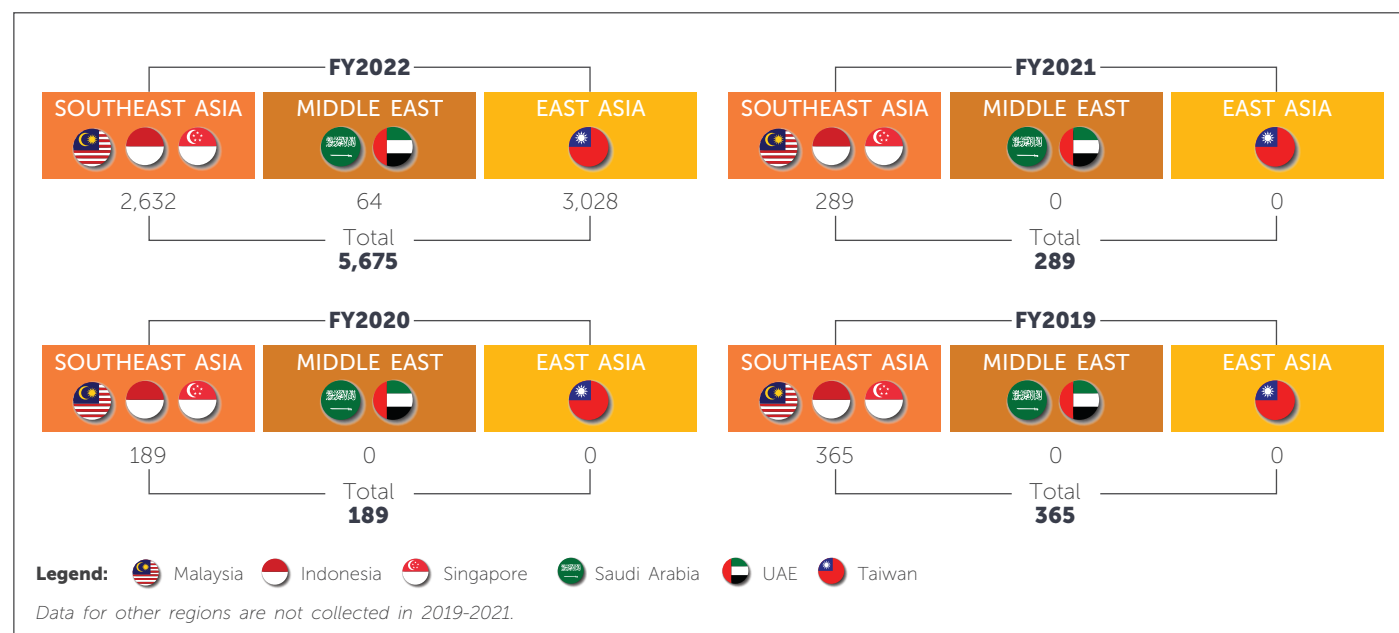 FY2022
SOUTHEAST ASIA MIDDLE EAST EAST ASIA
2,632 64 3,028
Total
5,675
FY2021
SOUTHEAST ASIA MIDDLE EAST EAST ASIA
289 0 0
Total
289
FY2020
SOUTHEAST ASIA MIDDLE EAST EAST ASIA
189 0 0
Total
189
FY2019
SOUTHEAST ASIA MIDDLE EAST EAST ASIA
365 0 0
Total
365
Legend: Malaysia Indonesia Singapore Saudi Arabia UAE Taiwan
Data for other regions are not collected in 2019-2021.